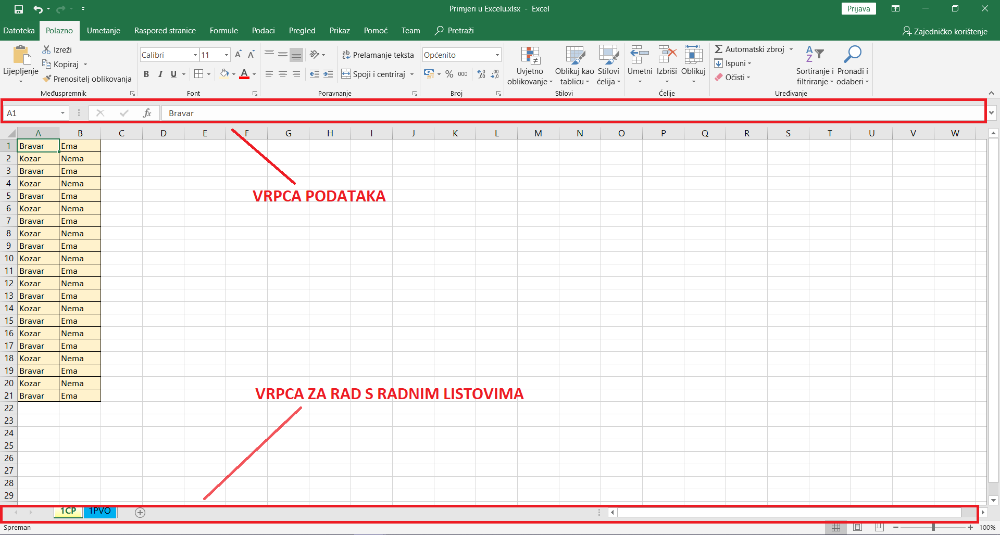 Primjeri u Excelu.xlsx - Excel
Prijava
Datoteka Polazno Umetanje Raspored stranice Formule Podaci Pregled Prikaz Pomoć Team Pretraži Zajedničko korištenje
Lijepljenje
Izreži
Kopiraj
Prenositelj oblikovanja
Međuspremnik
Calibri 11
B I U A
Font
Prelamanje teksta
Spoji i centriraj
Poravnanje
Općenito
% 000
Broj
Uvjetno oblikovanje
Oblikuj kao tablicu
Stilovi ćelija
Stilovi
Umetni Izbriši Oblikuj
Ćelije
Automatski zbroj
Ispuni
Očisti
Sortiranje i filtriranje
Pronađi i odaberi
Uređivanje
A1 fx Bravar
A B C D E F G H I J K L M N O P Q R S T U V W
1 Bravar Ema
2 Kozar Nema
3 Bravar Ema
4 Kozar Nema
5 Bravar Ema
VRPCA PODATAKA
6 Kozar Nema
7 Bravar Ema
8 Kozar Nema
9 Bravar Ema
10 Kozar Nema
11 Bravar Ema
12 Kozar Nema
13 Bravar Ema
14 Kozar Nema
15 Bravar Ema
16 Kozar Nema
17 Bravar Ema
18 Kozar Nema
19 Bravar Ema
20 Kozar Nema
21 Bravar Ema
VRPCA ZA RAD S RADNIM LISTOVIMA
22
23
24
25
26
27
28
29
1CP 1PVO
Spreman
100%